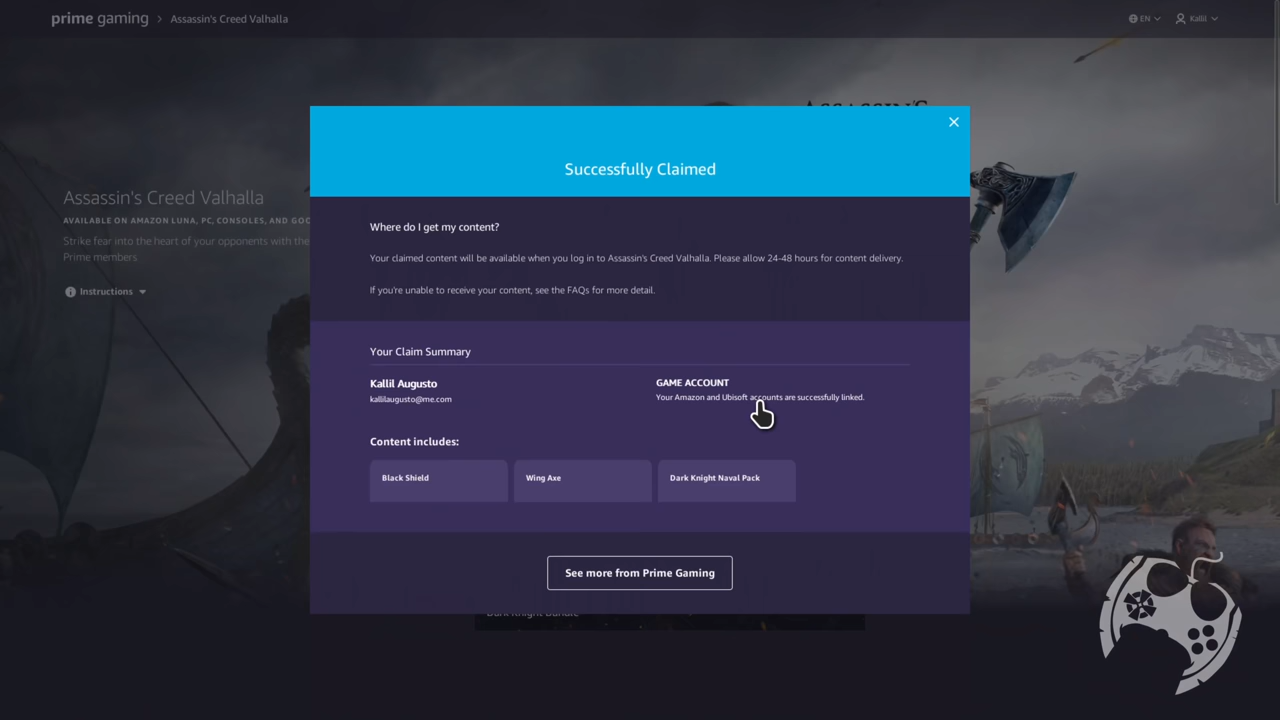 prime gaming > Assassin's Creed Valhalla
EN
Kallil
ASSASSIN'S
Successfully Claimed
Assassin's Creed Valhalla
AVAILABLE ON AMAZON LUNA, PC, CONSOLES, AND GOO
Strike fear into the heart of your opponents with the
Prime members
Instructions
Where do I get my content?
Your claimed content will be available when you log in to Assassin's Creed Valhalla. Please allow 24-48 hours for content delivery.
If you're unable to receive your content, see the FAQs for more detail.
Your Claim Summary
Kallil Augusto
kallilaugusto@me.com
GAME ACCOUNT
Your Amazon and Ubisoft accounts are successfully linked.
Content includes:
Black Shield
Wing Axe
Dark Knight Naval Pack
See more from Prime Gaming
Dark Knight Bundle